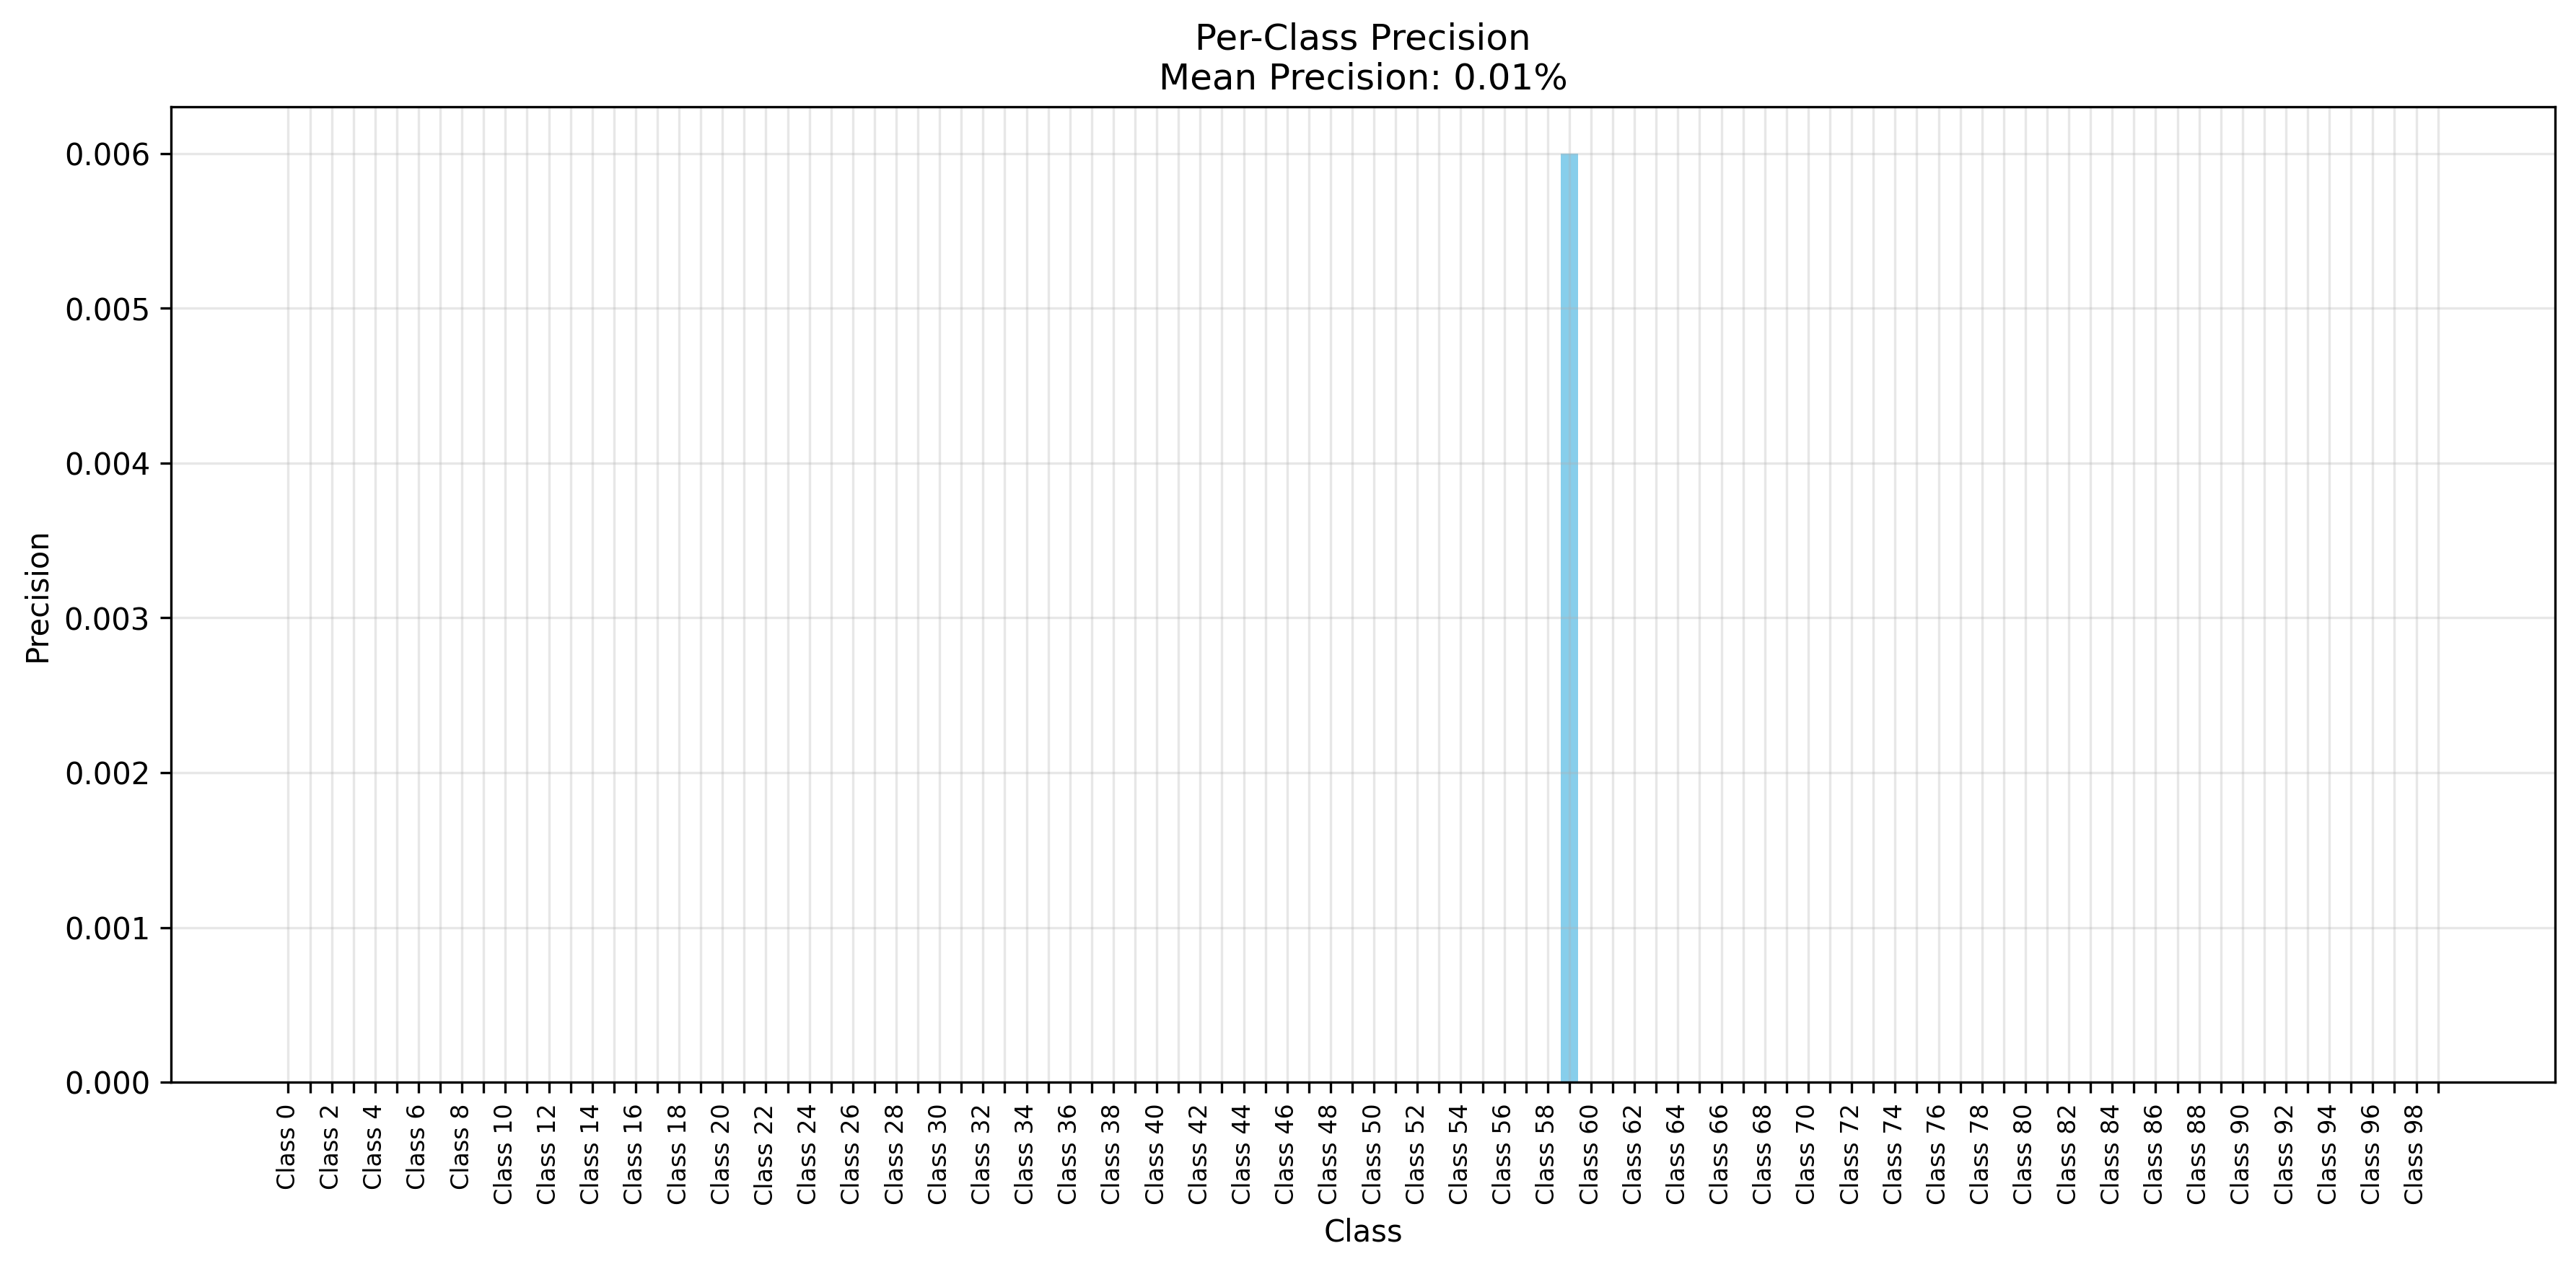 Per-Class Precision
Mean Precision: 0.01%
Precision
0.006
0.005
0.004
0.003
0.002
0.001
0.000
Class 0
Class 2
Class 4
Class 6
Class 8
Class 10
Class 12
Class 14
Class 16
Class 18
Class 20
Class 22
Class 24
Class 26
Class 28
Class 30
Class 32
Class 34
Class 36
Class 38
Class 40
Class 42
Class 44
Class 46
Class 48
Class 50
Class 52
Class 54
Class 56
Class 58
Class 60
Class 62
Class 64
Class 66
Class 68
Class 70
Class 72
Class 74
Class 76
Class 78
Class 80
Class 82
Class 84
Class 86
Class 88
Class 90
Class 92
Class 94
Class 96
Class 98
Class